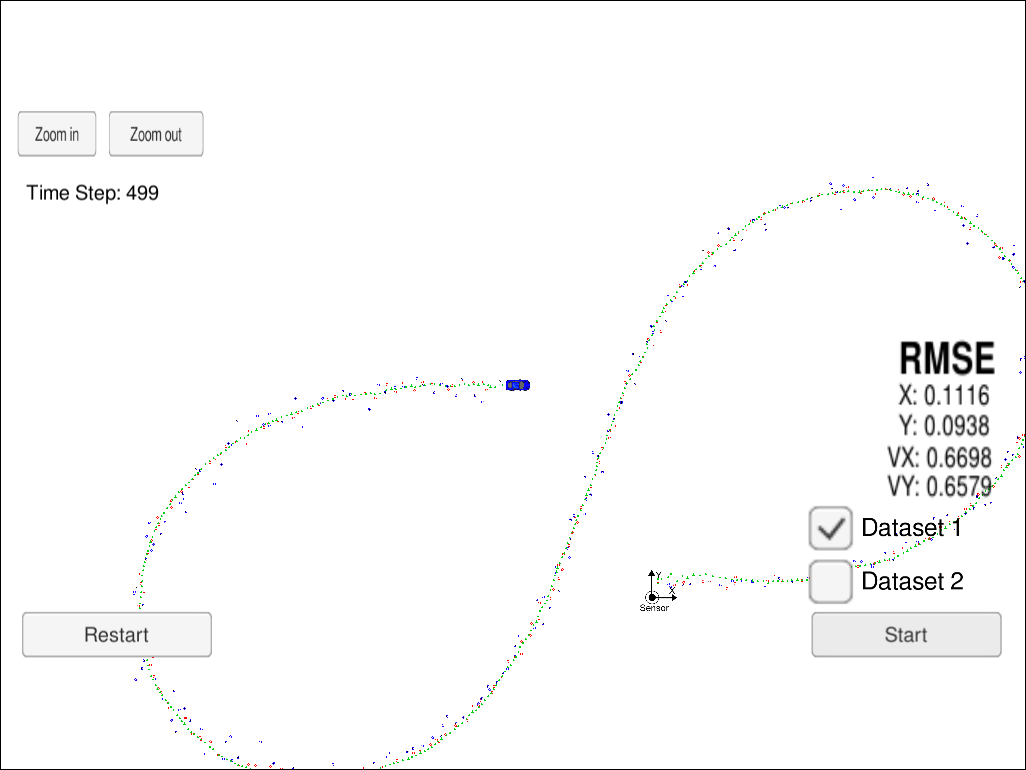 Zoom in
Zoom out
Time Step: 499
RMSE
X: 0.1116
Y: 0.0938
VX: 0.6698
VY: 0.6579
Dataset 1
Dataset 2
Y
X
Sensor
Restart
Start